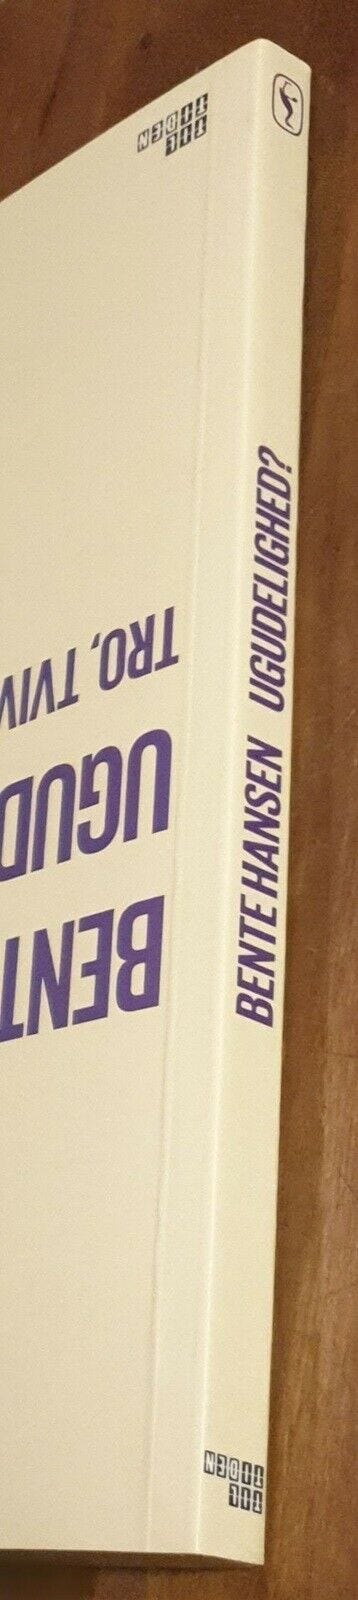 BENTE HANSEN UGUDELIGHED?
TIL
TIDEN
BENT
UGUD
TRO, TVIV
TIL
TIDEN